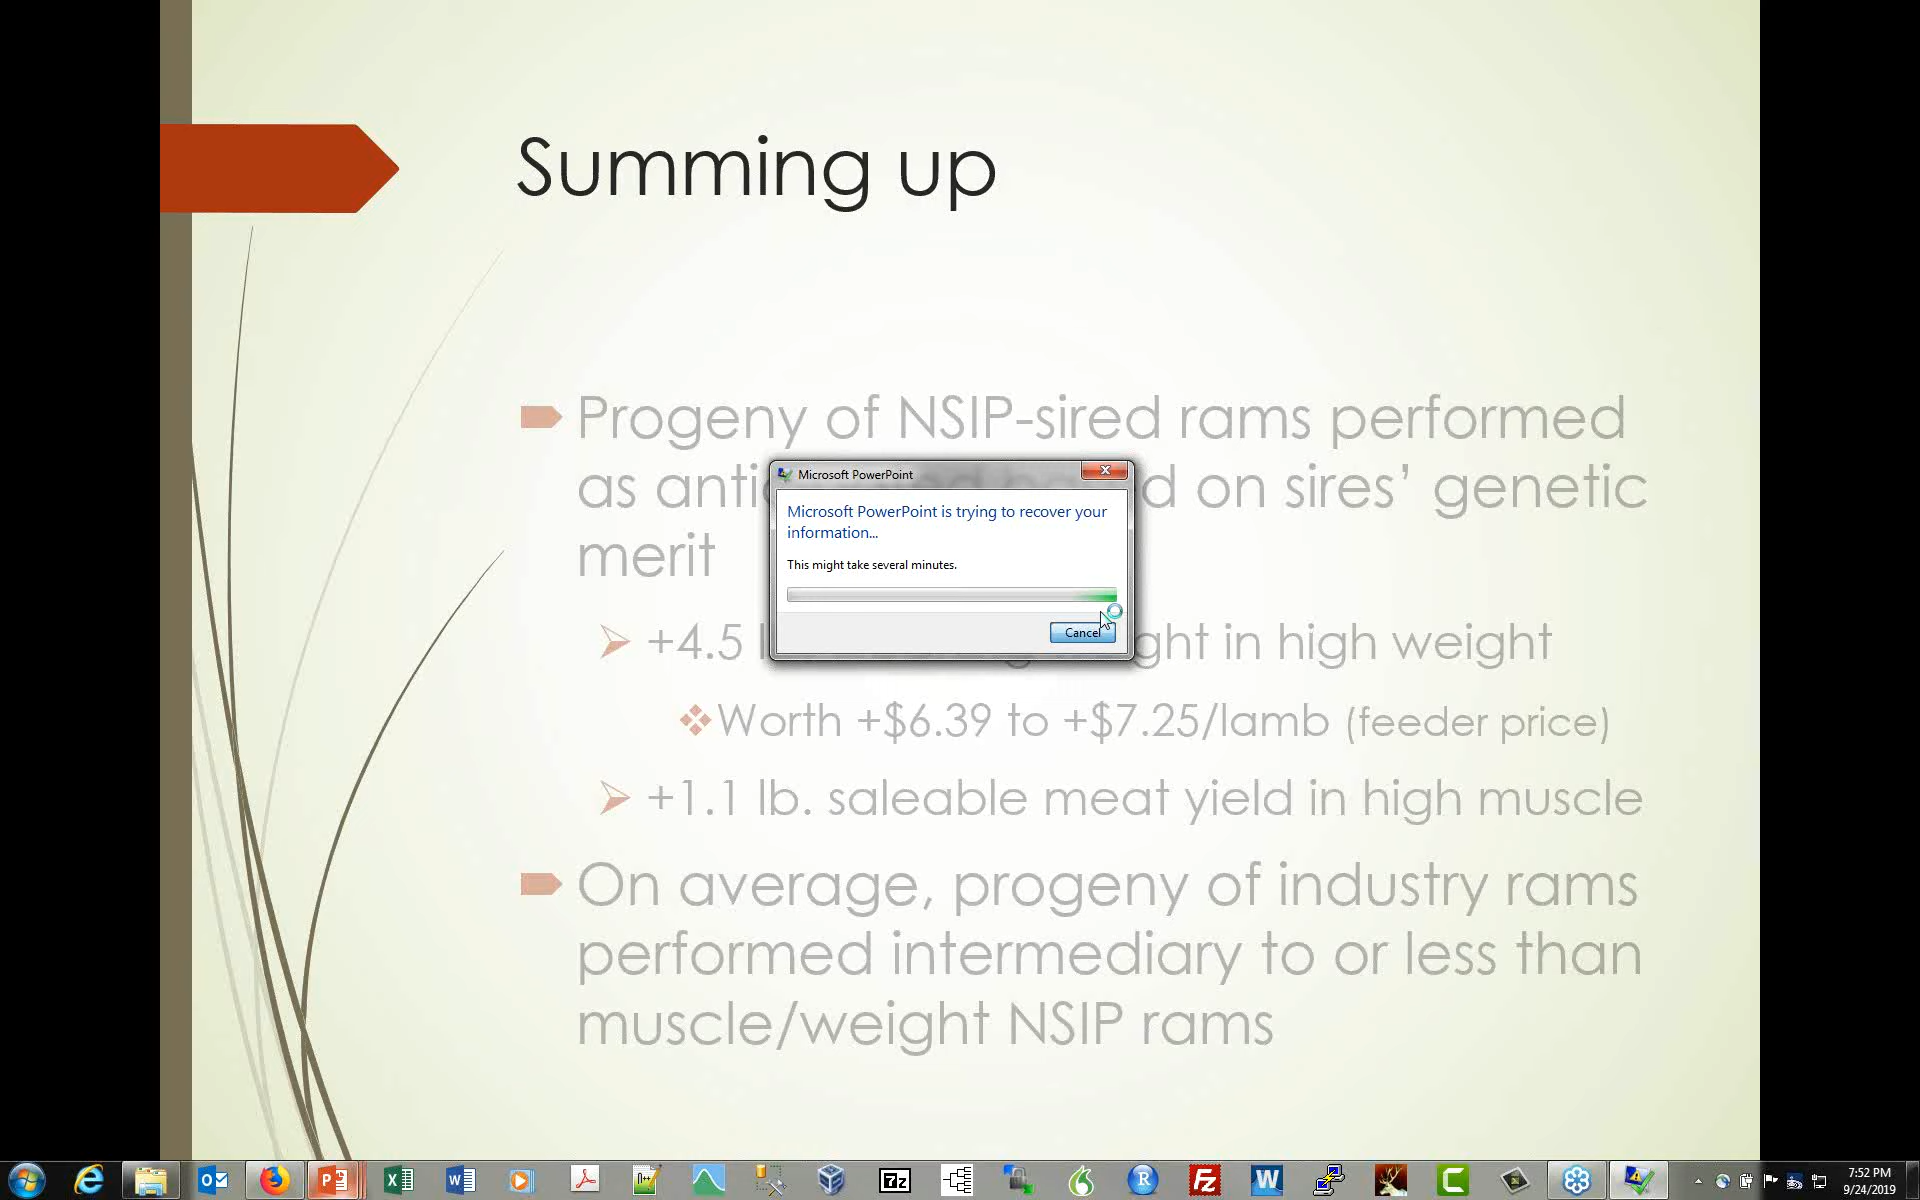 Summing up
Progeny of NSIP-sired rams performed
as on sires’ genetic
merit
+4.5 in high weight
Worth +$6.39 to +$7.25/lamb (feeder price)
+1.1 lb. saleable meat yield in high muscle
On average, progeny of industry rams
performed intermediary to or less than
muscle/weight NSIP rams
Microsoft PowerPoint
Microsoft PowerPoint is trying to recover your
information...
This might take several minutes.
Cancel
7:52 PM
9/24/2019